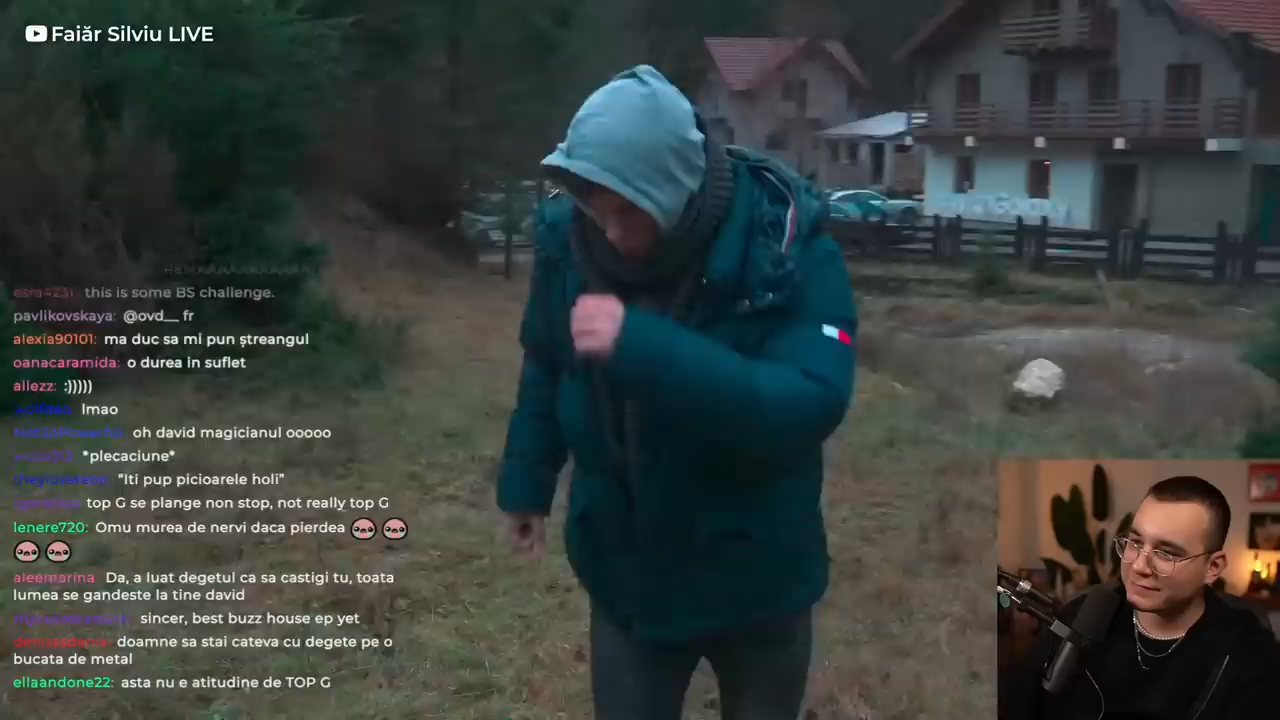 Faiăr Silviu LIVE
esra4231: this is some BS challenge.
pavlikovskaya: @ovd__ fr
alexia90101: ma duc sa mi pun ștreangul
oanacaramida: o durea in suflet
allezz: :)))))
lmao
oh david magicianul ooooo
*plecaciune*
"Iti pup picioarele holi"
top G se plange non stop, not really top G
lenere720: Omu murea de nervi daca pierdea
aleemarina Da, a luat degetul ca sa castigi tu, toata
lumea se gandeste la tine david
sincer, best buzz house ep yet
doamne sa stai cateva cu degete pe o
bucata de metal
ellaandone22: asta nu e atitudine de TOP G